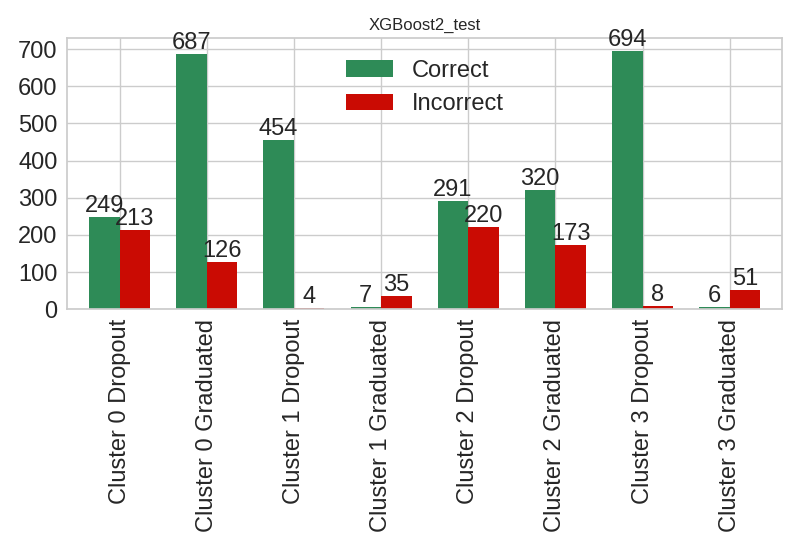 XGBoost2_test
700
600
500
400
300
200
100
0
Correct
Incorrect
249
213
687
126
454
4
7
35
291
220
320
173
694
8
6
51
Cluster 0 Dropout
Cluster 0 Graduated
Cluster 1 Dropout
Cluster 1 Graduated
Cluster 2 Dropout
Cluster 2 Graduated
Cluster 3 Dropout
Cluster 3 Graduated